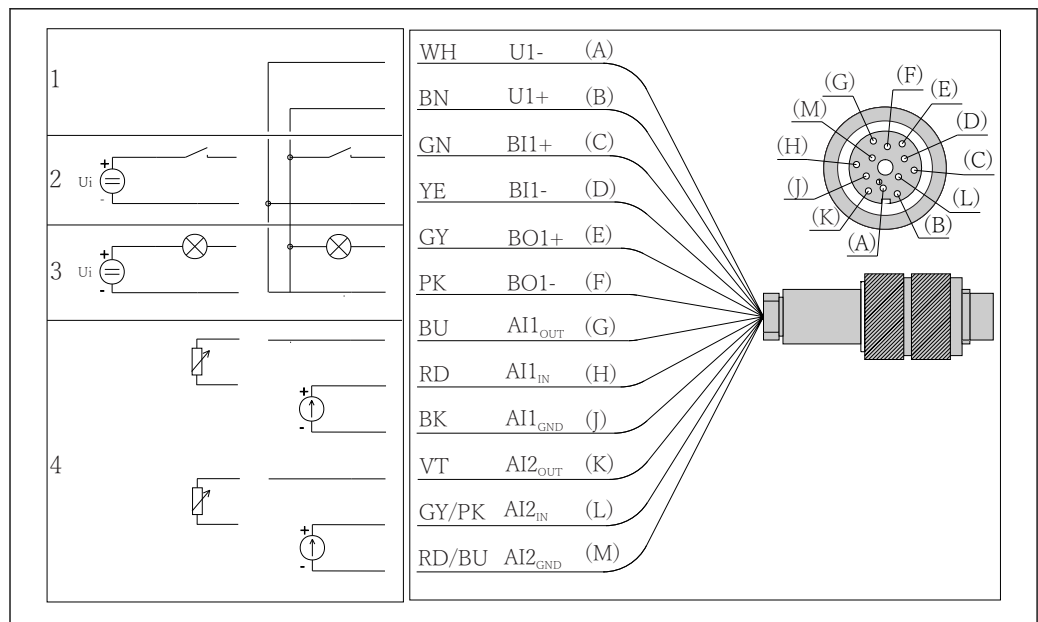 1
2 Ui + -
3 Ui + -
4
+ -
+ -
WH U1- (A)
BN U1+ (B)
GN BI1+ (C)
YE BI1- (D)
GY BO1+ (E)
PK BO1- (F)
BU AI1OUT (G)
RD AI1IN (H)
BK AI1GND (J)
VT AI2OUT (K)
GY/PK AI2IN (L)
RD/BU AI2GND (M)
(F)
(G) (E)
(M) (D)
(H) (C)
(J) (L)
(K) (B)
(A)